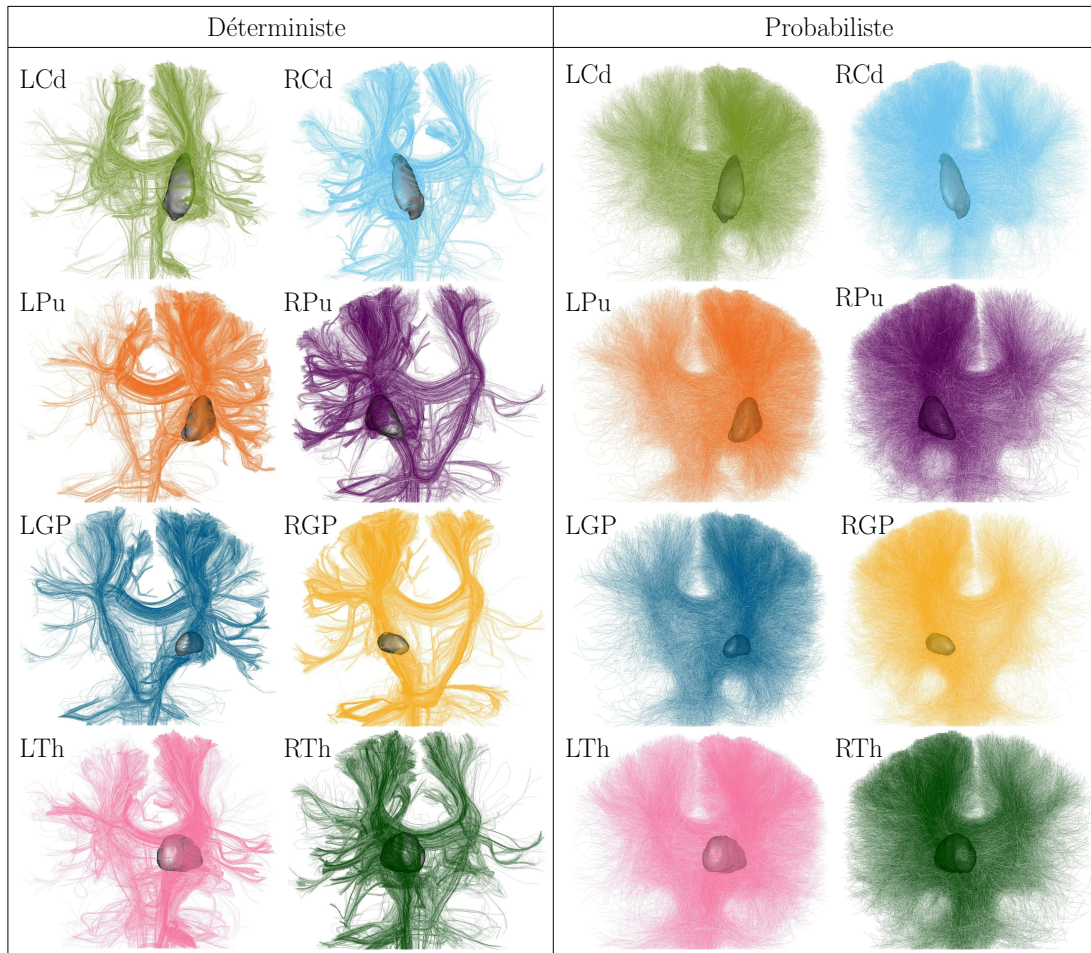 Déterministe Probabiliste
LCd RCd LCd RCd
LPu RPu LPu RPu
LGP RGP LGP RGP
LTh RTh LTh RTh